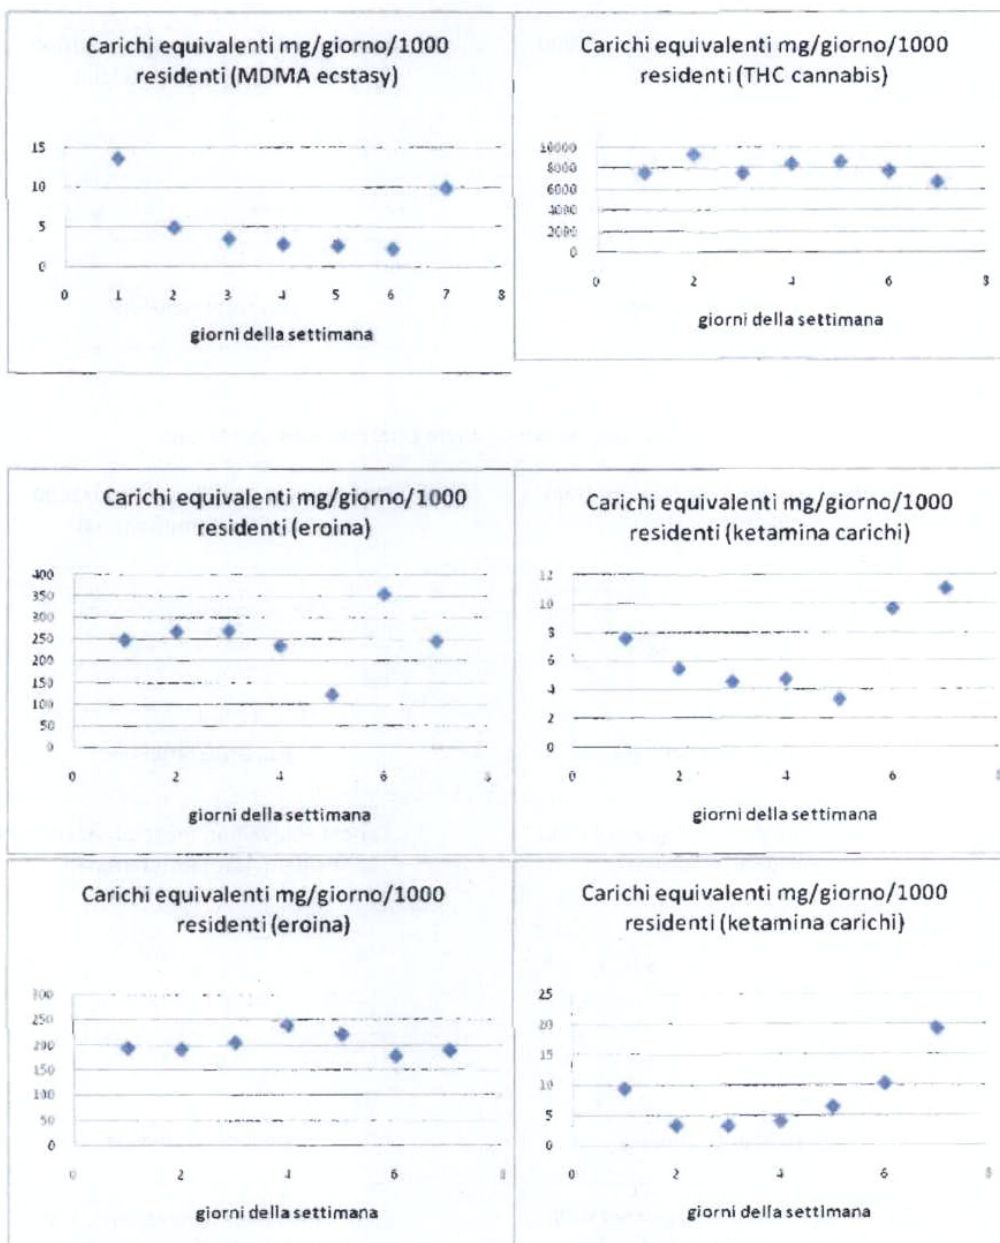 Carichi equivalenti mg/giorno/1000
residenti (MDMA ecstasy)
15
10
5
0
0 1 2 3 4 5 6 7 8
giorni della settimana
Carichi equivalenti mg/giorno/1000
residenti (THC cannabis)
10000
8000
6000
4000
2000
0
0 2 4 6 8
giorni della settimana
Carichi equivalenti mg/giorno/1000
residenti (eroina)
400
350
300
250
200
150
100
50
0
0 2 4 6 8
giorni della settimana
Carichi equivalenti mg/giorno/1000
residenti (ketamina carichi)
12
10
8
6
4
2
0
0 2 4 6 8
giorni della settimana
Carichi equivalenti mg/giorno/1000
residenti (eroina)
300
250
200
150
100
50
0
0 2 4 6 8
giorni della settimana
Carichi equivalenti mg/giorno/1000
residenti (ketamina carichi)
25
20
15
10
5
0
0 2 4 6 8
giorni della settimana